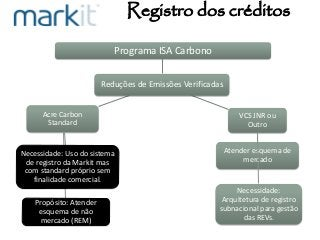 markit
Registro dos créditos
Programa ISA Carbono
Reduções de Emissões Verificadas
Acre Carbon
Standard
Necessidade: Uso do sistema
de registro da Markit mas
com standard próprio sem
finalidade comercial.
Propósito: Atender
esquema de não
mercado (REM)
VCS JNR ou
Outro
Atender esquema de
mercado
Necessidade:
Arquitetura de registro
subnacional para gestão
das REVs.